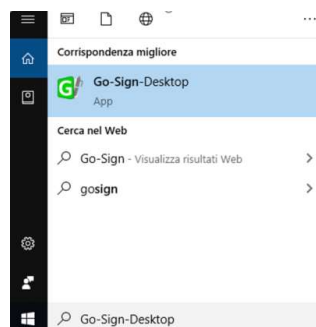 Corrispondenza migliore
Go-Sign-Desktop
App
Cerca nel Web
Go-Sign - Visualizza risultati Web
gosign
Go-Sign-Desktop